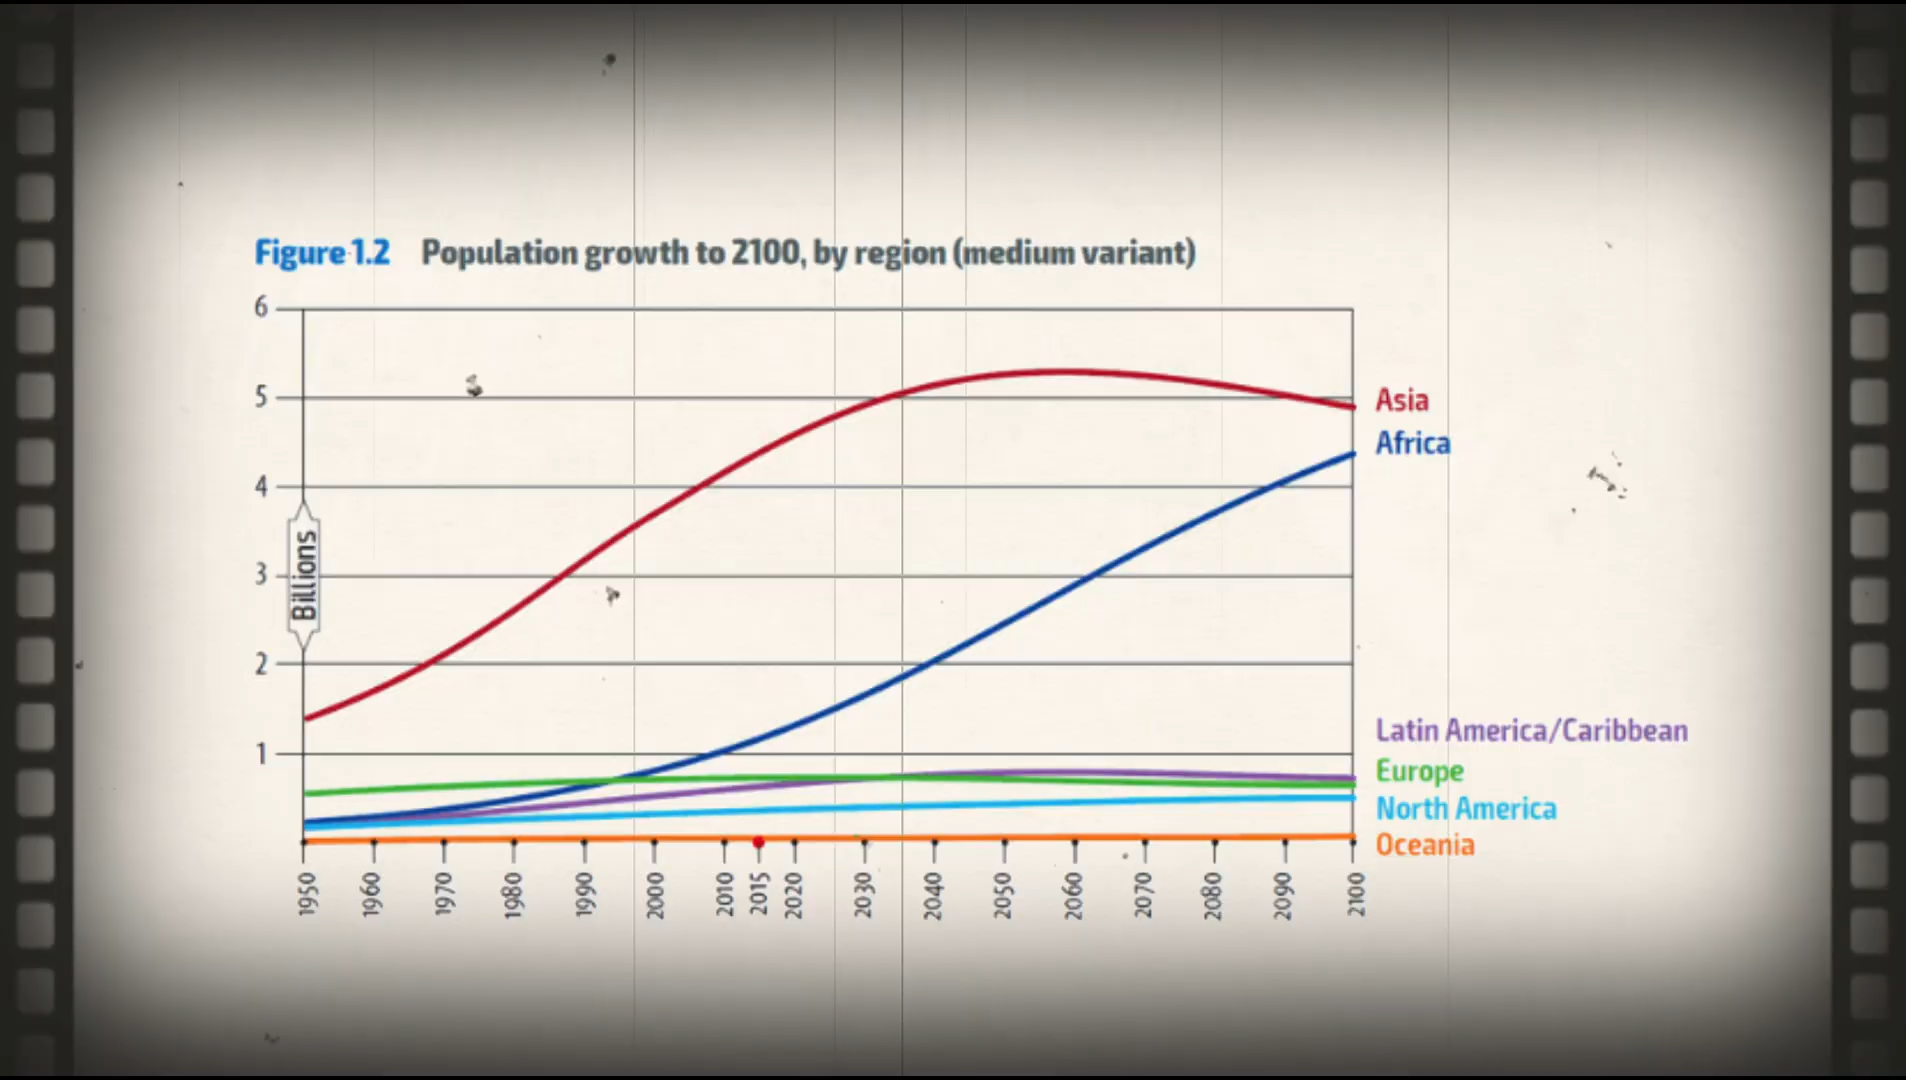 Figure 1.2 Population growth to 2100, by region (medium variant)
6
5
4
3
2
1
Billions
Asia
Africa
Latin America/Caribbean
Europe
North America
Oceania
1950
1960
1970
1980
1990
2000
2010
2015
2020
2030
2040
2050
2060
2070
2080
2090
2100